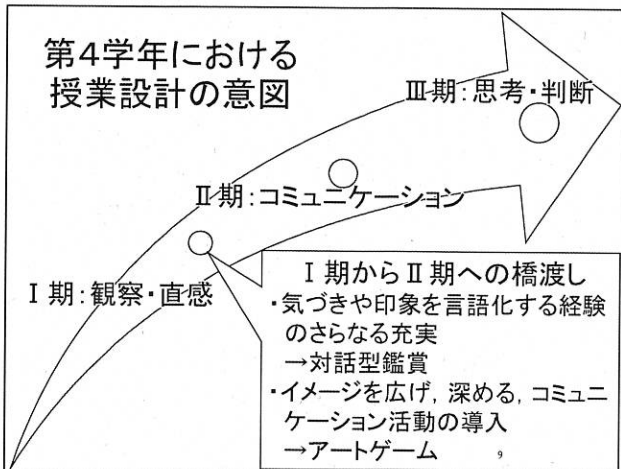 第4学年における
授業設計の意図
Ⅲ期：思考・判断
Ⅱ期：コミュニケーション
Ⅰ期：観察・直感
Ⅰ期からⅡ期への橋渡し
・気づきや印象を言語化する経験
のさらなる充実
→対話型鑑賞
・イメージを広げ，深める，コミュニ
ケーション活動の導入
→アートゲーム
9